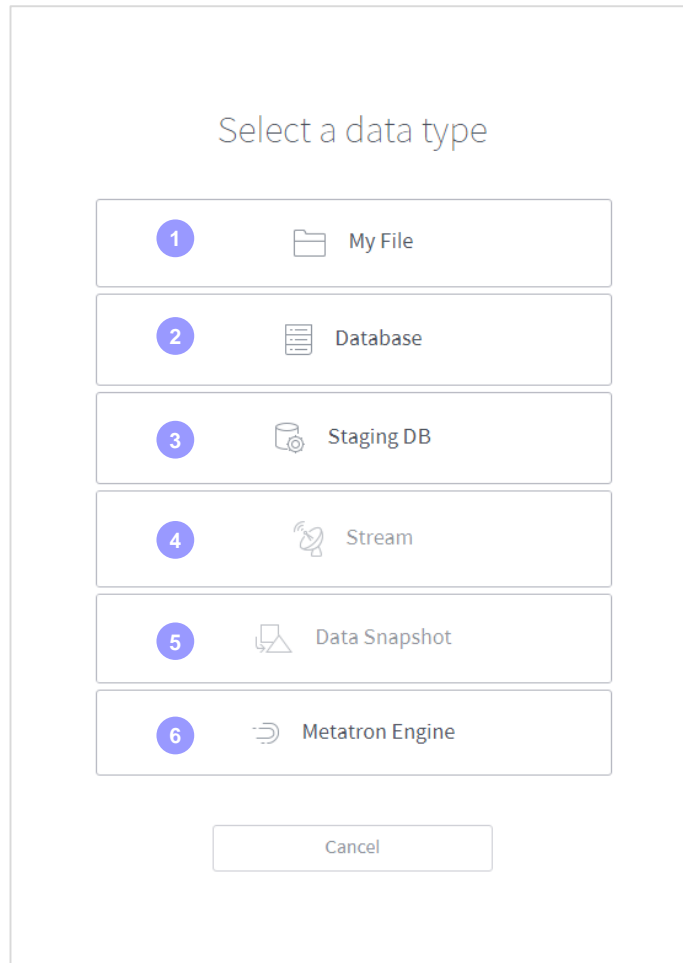 Select a data type
1 My File
2 Database
3 Staging DB
4 Stream
5 Data Snapshot
6 Metatron Engine
Cancel